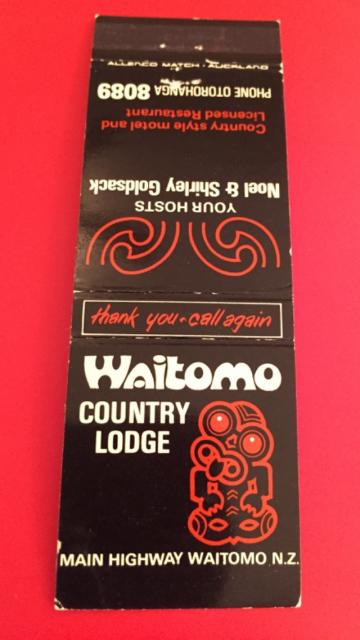 Waitomo
COUNTRY
LODGE
MAIN HIGHWAY WAITOMO N.Z.
thank you - call again
YOUR HOSTS
Noel & Shirley Goldsack
Country style motel and
Licensed Restaurant
PHONE OTOROHANGA 8089
ALLENCO MATCH - AUCKLAND